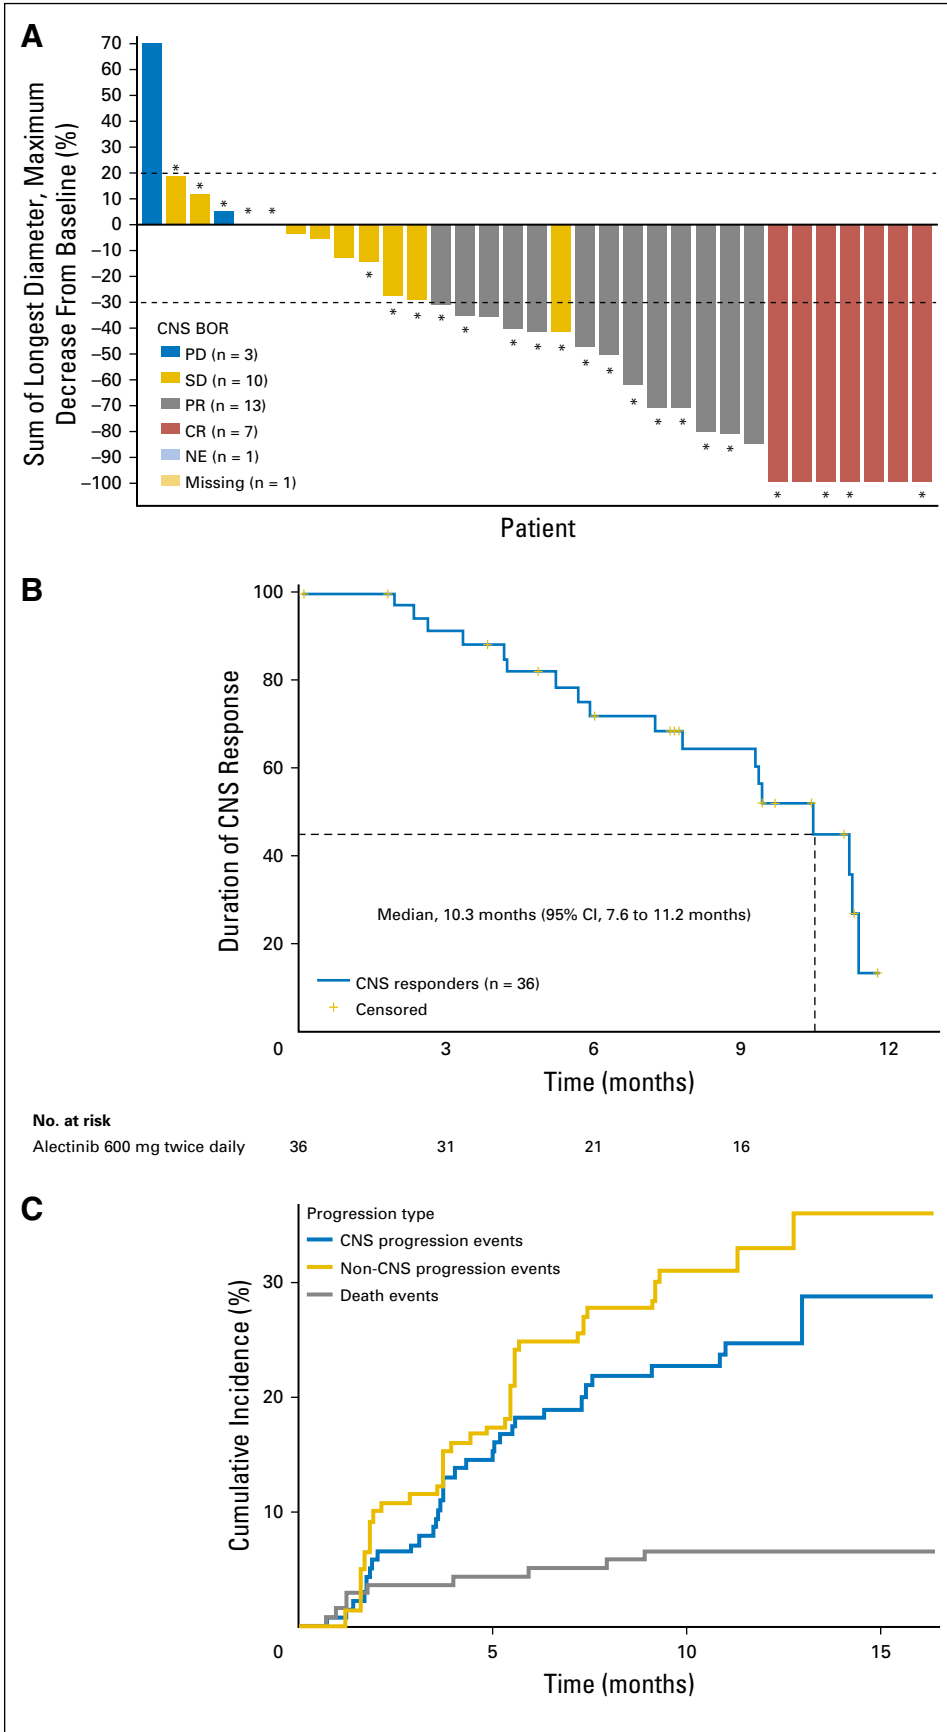 A
Sum of Longest Diameter, Maximum
Decrease From Baseline (%)
70
60
50
40
30
20
10
0
–10
–20
–30
–40
–50
–60
–70
–80
–90
–100
* * * * * *
* * * * * * * * * * * * * * *
* * * *
CNS BOR
PD (n = 3)
SD (n = 10)
PR (n = 13)
CR (n = 7)
NE (n = 1)
Missing (n = 1)
Patient
B
Duration of CNS Response
100
80
60
40
20
Median, 10.3 months (95% CI, 7.6 to 11.2 months)
CNS responders (n = 36)
+ Censored
0 3 6 9 12
Time (months)
No. at risk
Alectinib 600 mg twice daily 36 31 21 16
C
Cumulative Incidence (%)
30
20
10
Progression type
CNS progression events
Non-CNS progression events
Death events
0 5 10 15
Time (months)